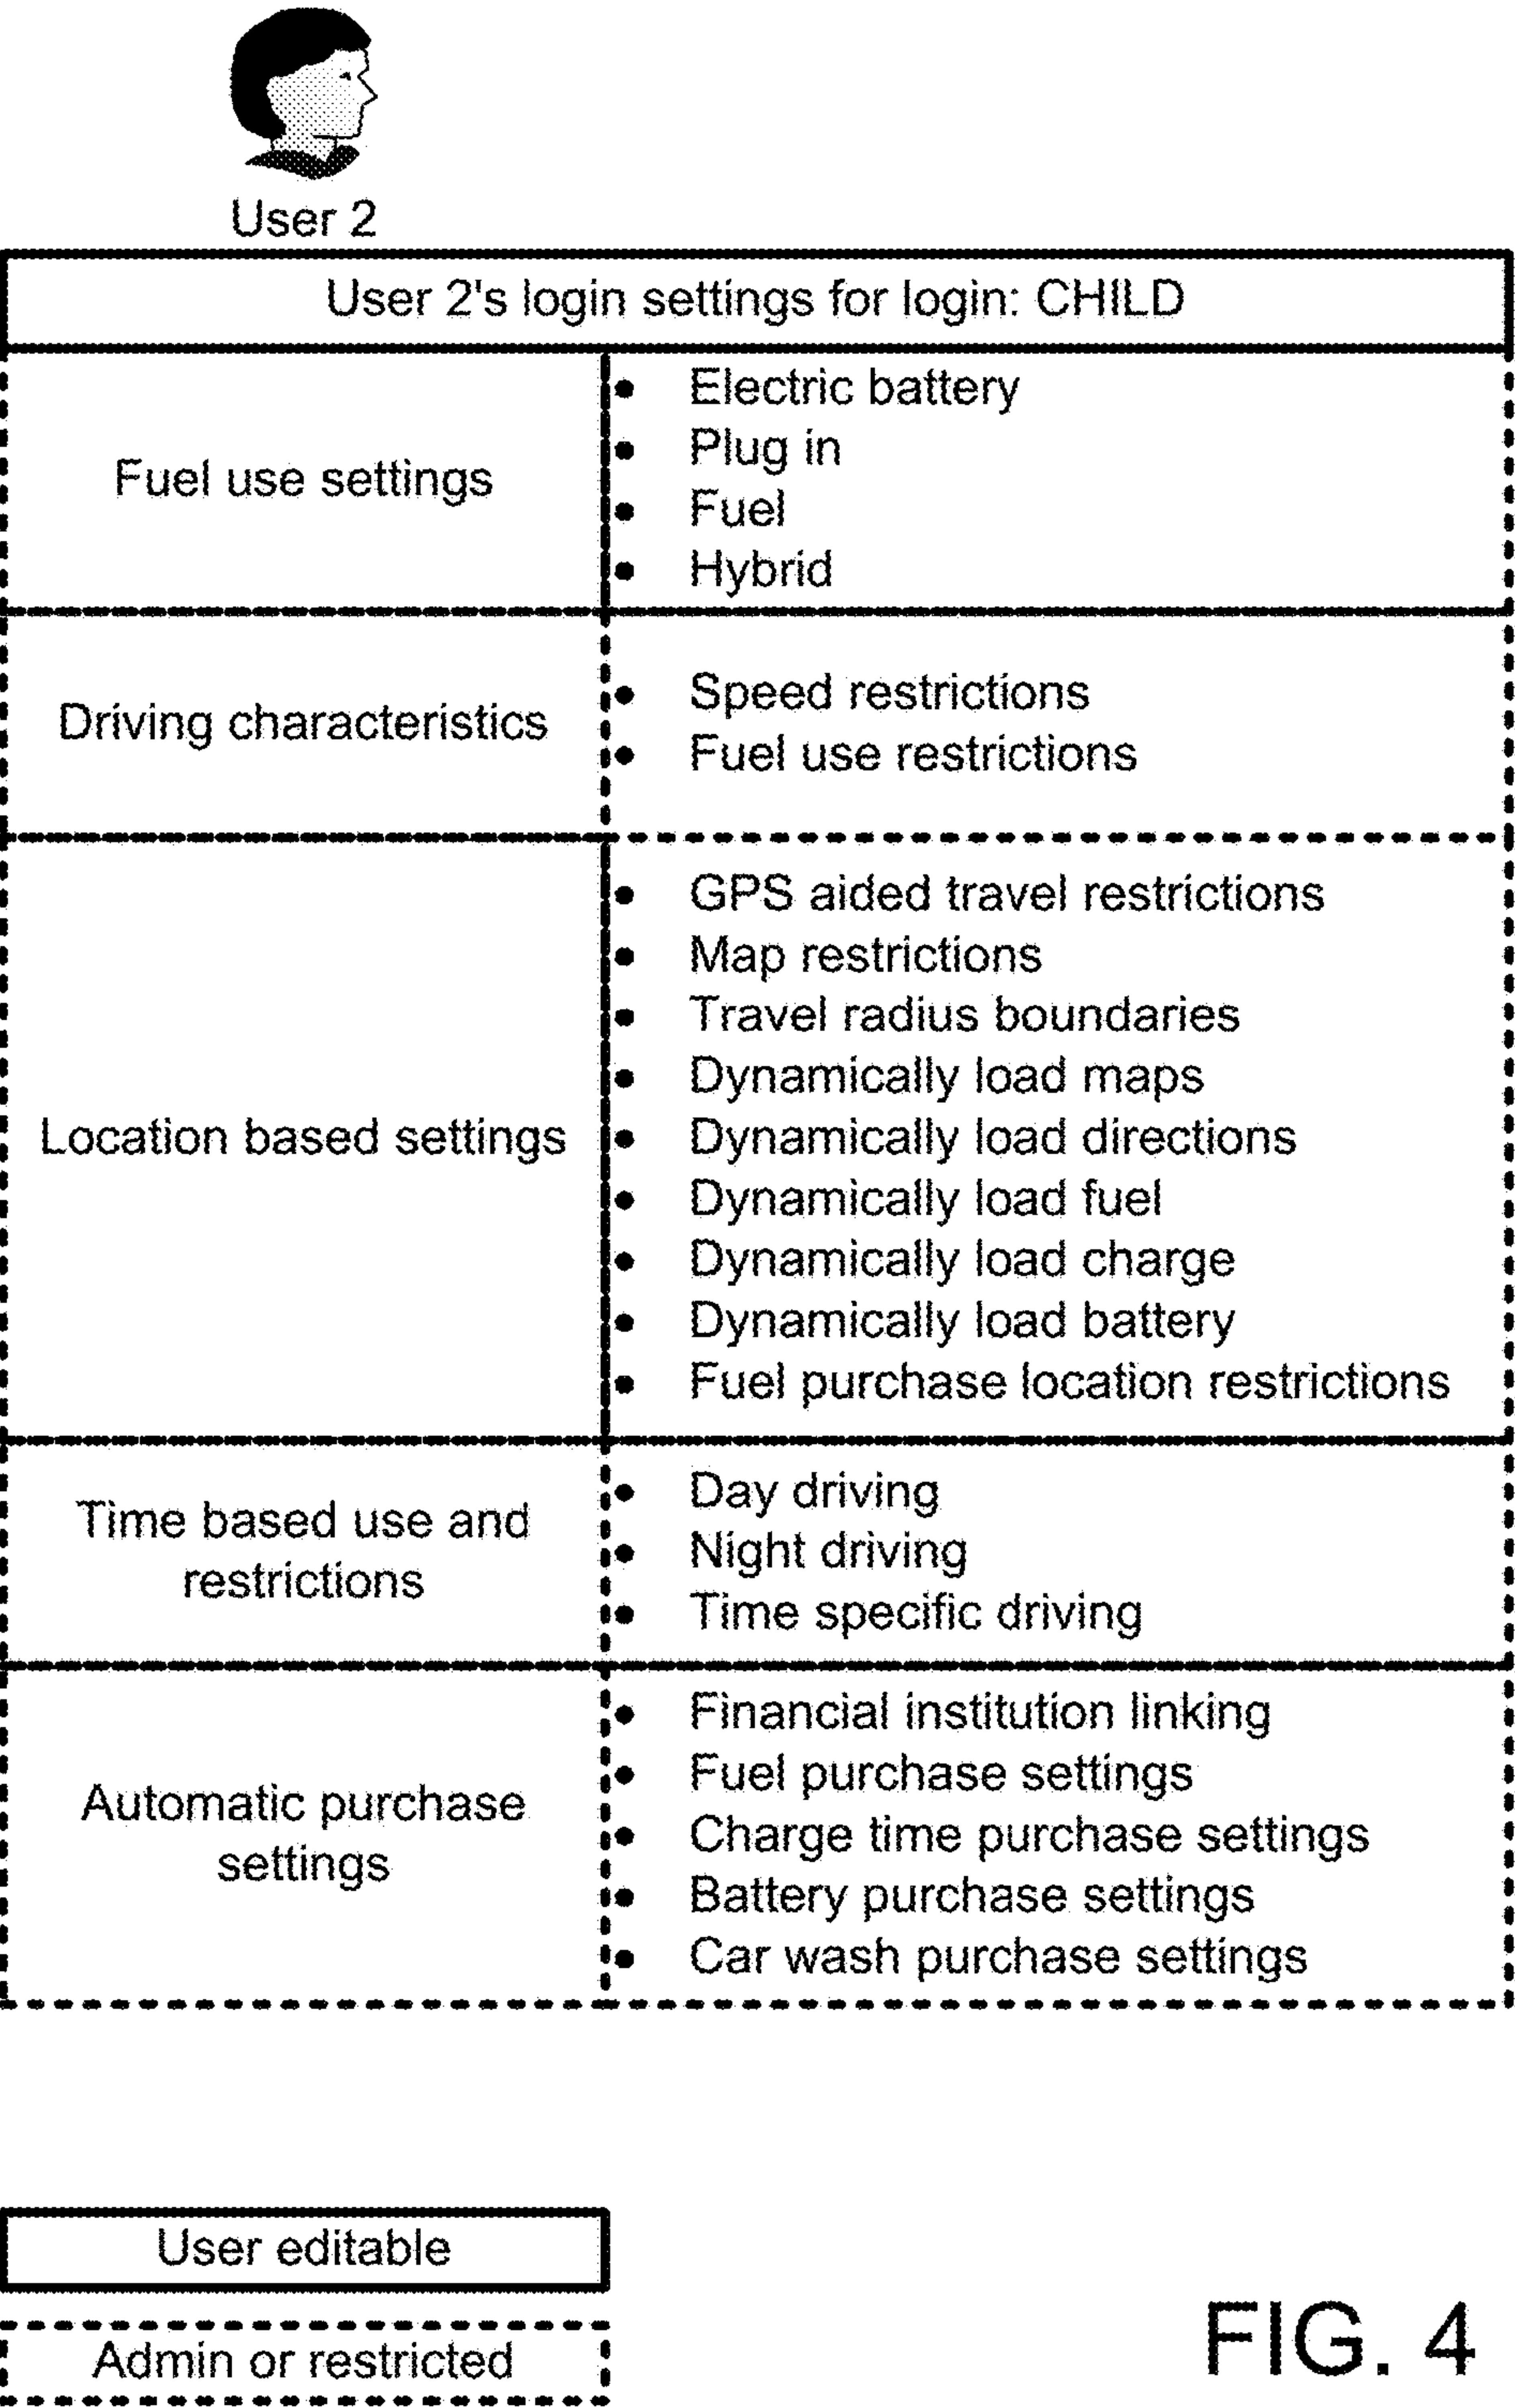 User 2
User 2's login settings for login: CHILD
Fuel use settings
• Electric battery
• Plug in
• Fuel
• Hybrid
Driving characteristics
• Speed restrictions
• Fuel use restrictions
Location based settings
• GPS aided travel restrictions
• Map restrictions
• Travel radius boundaries
• Dynamically load maps
• Dynamically load directions
• Dynamically load fuel
• Dynamically load charge
• Dynamically load battery
• Fuel purchase location restrictions
Time based use and
restrictions
• Day driving
• Night driving
• Time specific driving
Automatic purchase
settings
• Financial institution linking
• Fuel purchase settings
• Charge time purchase settings
• Battery purchase settings
• Car wash purchase settings
User editable
Admin or restricted
FIG. 4